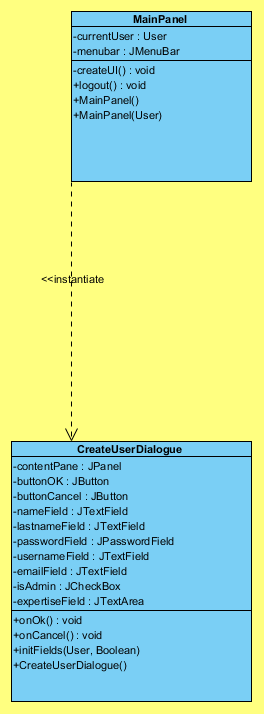 MainPanel
-currentUser : User
-menubar : JMenuBar
-createUI() : void
+logout() : void
+MainPanel()
+MainPanel(User)
<<instantiate
CreateUserDialogue
-contentPane : JPanel
-buttonOK : JButton
-buttonCancel : JButton
-nameField : JTextField
-lastnameField : JTextField
-passwordField : JPasswordField
-usernameField : JTextField
-emailField : JTextField
-isAdmin : JCheckBox
-expertiseField : JTextArea
+onOk() : void
+onCancel() : void
+initFields(User, Boolean)
+CreateUserDialogue()